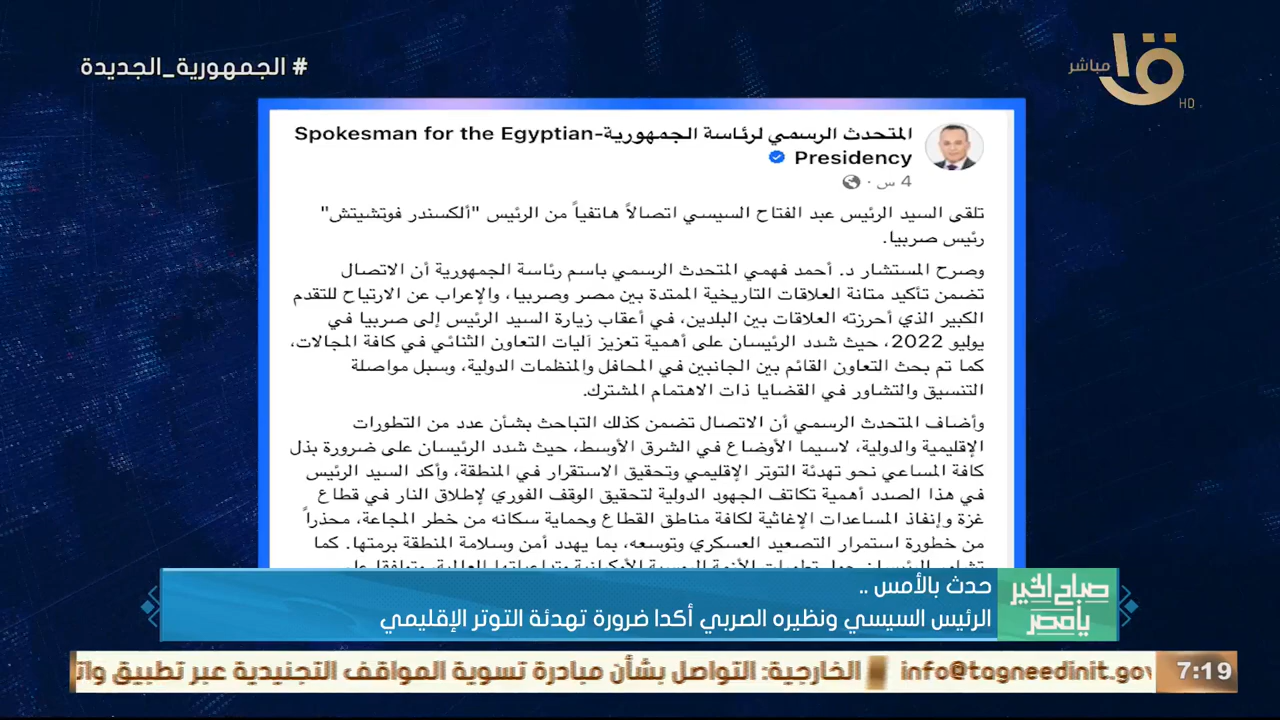 # الجمهورية_الجديدة
مباشر
HD
المتحدث الرسمي لرئاسة الجمهورية-Spokesman for the Egyptian
Presidency
4 س ·
تلقى السيد الرئيس عبد الفتاح السيسي اتصالاً هاتفياً من الرئيس "ألكسندر فوتشيتش"
رئيس صربيا.
وصرح المستشار د. أحمد فهمي المتحدث الرسمي باسم رئاسة الجمهورية أن الاتصال
تضمن تأكيد متانة العلاقات التاريخية الممتدة بين مصر وصربيا، والإعراب عن الارتياح للتقدم
الكبير الذي أحرزته العلاقات بين البلدين، في أعقاب زيارة السيد الرئيس إلى صربيا في
يوليو 2022، حيث شدد الرئيسان على أهمية تعزيز آليات التعاون الثنائي في كافة المجالات،
كما تم بحث التعاون القائم بين الجانبين في المحافل والمنظمات الدولية، وسبل مواصلة
التنسيق والتشاور في القضايا ذات الاهتمام المشترك.
وأضاف المتحدث الرسمي أن الاتصال تضمن كذلك التباحث بشأن عدد من التطورات
الإقليمية والدولية، لاسيما الأوضاع في الشرق الأوسط، حيث شدد الرئيسان على ضرورة بذل
كافة المساعي نحو تهدئة التوتر الإقليمي وتحقيق الاستقرار في المنطقة، وأكد السيد الرئيس
في هذا الصدد أهمية تكاتف الجهود الدولية لتحقيق الوقف الفوري لإطلاق النار في قطاع
غزة وإنفاذ المساعدات الإغاثية لكافة مناطق القطاع وحماية سكانه من خطر المجاعة، محذراً
من خطورة استمرار التصعيد العسكري وتوسعه، بما يهدد أمن وسلامة المنطقة برمتها. كما
حدث بالأمس ..
الرئيس السيسي ونظيره الصربي أكدا ضرورة تهدئة التوتر الإقليمي
صباح الخير
يا مصر
info@tagneedinit.gov الخارجية: التواصل بشأن مبادرة تسوية المواقف التجنيدية عبر تطبيق وات
7:19